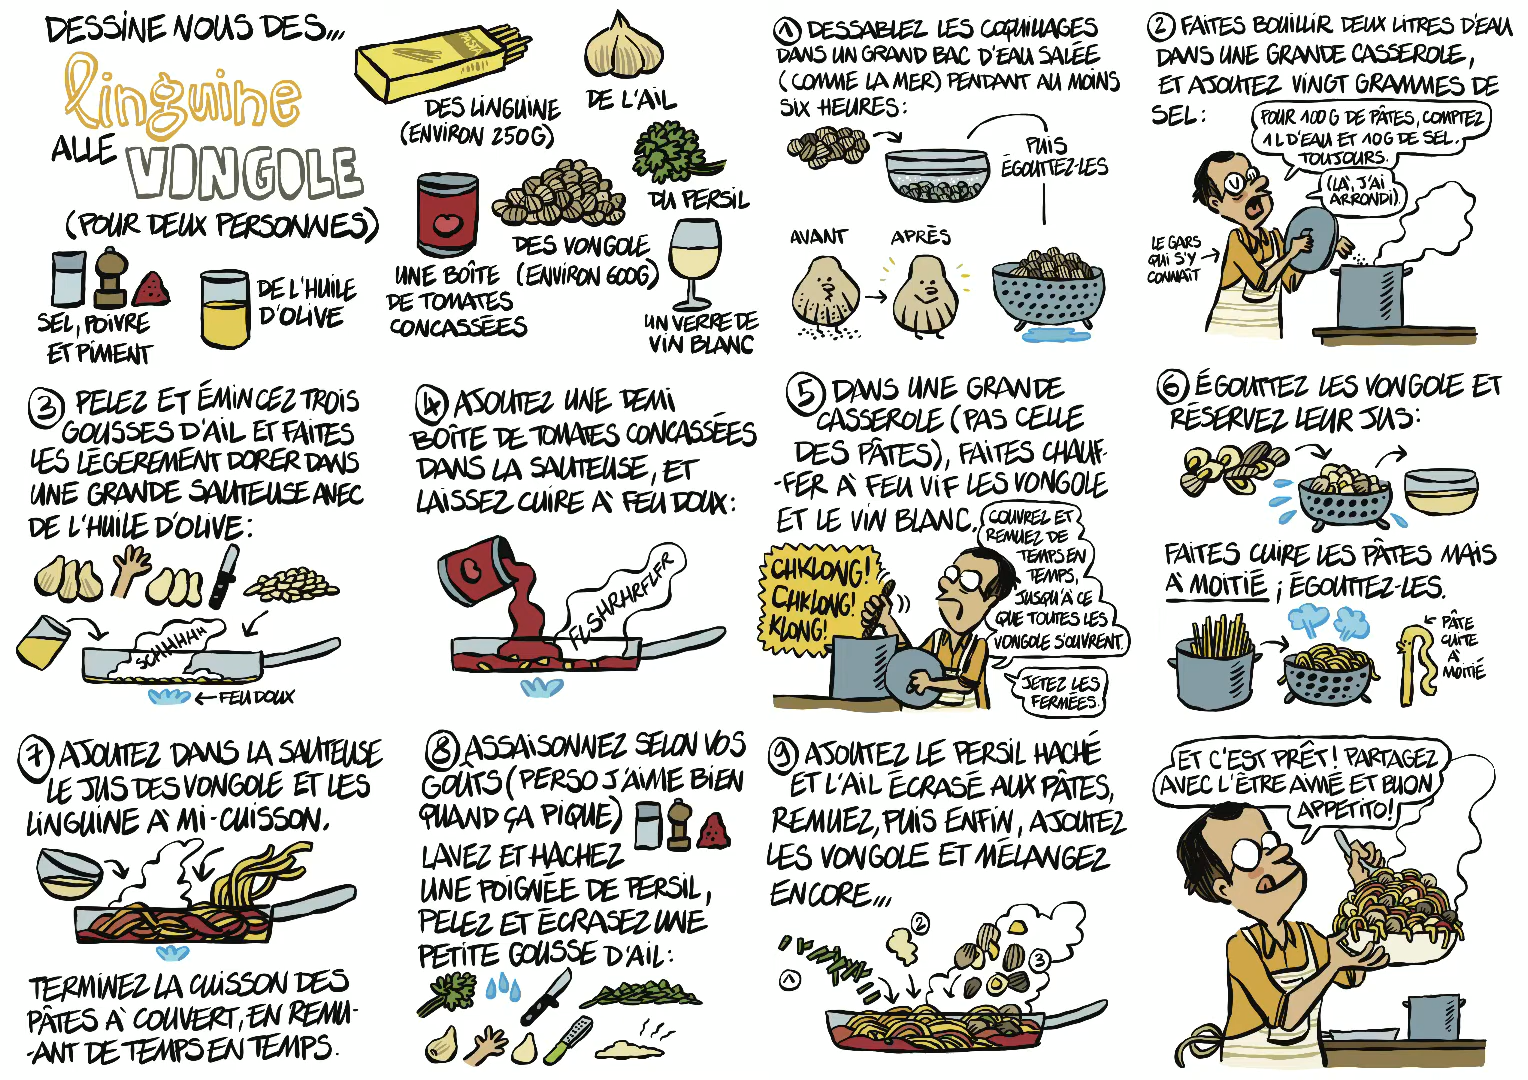 DESSINE NOUS DES...
linguine
ALLE
VONGOLE
(POUR DEUX PERSONNES)
SEL, POIVRE
ET PIMENT
DE L'HUILE
D'OLIVE
PASTA
DES LINGUINE
(ENVIRON 250G)
DE L'AIL
DU PERSIL
DES VONGOLE
(ENVIRON 600G)
UNE BOÎTE
DE TOMATES
CONCASSÉES
UN VERRE DE
VIN BLANC
1 DESSABLEZ LES COQUILLAGES
DANS UN GRAND BAC D'EAU SALÉE
(COMME LA MER) PENDANT AU MOINS
SIX HEURES:
PUIS
ÉGOUTTEZ-LES
AVANT
APRÈS
2 FAITES BOUILLIR DEUX LITRES D'EAU
DANS UNE GRANDE CASSEROLE,
ET AJOUTEZ VINGT GRAMMES DE
SEL:
POUR 100 G DE PÂTES, COMPTEZ
1 L D'EAU ET 10 G DE SEL.
TOUJOURS.
(LÀ, J'AI
ARRONDI).
LE GARS
QUI S'Y
CONNAÎT
3 PELEZ ET ÉMINCEZ TROIS
GOUSSES D'AIL ET FAITES
LES LÉGEREMENT DORER DANS
UNE GRANDE SAUTEUSE AVEC
DE L'HUILE D'OLIVE:
SCHHHHH
FEU DOUX
4 AJOUTEZ UNE DEMI
BOÎTE DE TOMATES CONCASSÉES
DANS LA SAUTEUSE, ET
LAISSEZ CUIRE À FEU DOUX:
FLSHRHRFLFR
5 DANS UNE GRANDE
CASSEROLE (PAS CELLE
DES PÂTES), FAITES CHAUF-
-FER À FEU VIF LES VONGOLE
ET LE VIN BLANC.
COUVREZ ET
REMUEZ DE
TEMPS EN
TEMPS,
JUSQU'À CE
QUE TOUTES LES
VONGOLE S'OUVRENT.
CHKLONG!
CHKLONG!
KLONG!
JETEZ LES
FERMÉES.
6 ÉGOUTTEZ LES VONGOLE ET
RÉSERVEZ LEUR JUS:
FAITES CUIRE LES PÂTES MAIS
À MOITIÉ ; ÉGOUTTEZ-LES.
PÂTE
CUITE
À
MOITIÉ
7 AJOUTEZ DANS LA SAUTEUSE
LE JUS DES VONGOLE ET LES
LINGUINE À MI-CUISSON.
TERMINEZ LA CUISSON DES
PÂTES À COUVERT, EN REMU-
-ANT DE TEMPS EN TEMPS.
8 ASSAISONNEZ SELON VOS
GOÛTS (PERSO J'AIME BIEN
QUAND ÇA PIQUE)
LAVEZ ET HACHEZ
UNE POIGNÉE DE PERSIL,
PELEZ ET ÉCRASEZ UNE
PETITE GOUSSE D'AIL:
9 AJOUTEZ LE PERSIL HACHÉ
ET L'AIL ÉCRASÉ AUX PÂTES,
REMUEZ, PUIS ENFIN, AJOUTEZ
LES VONGOLE ET MÉLANGEZ
ENCORE...
1
2
3
ET C'EST PRÊT! PARTAGEZ
AVEC L'ÊTRE AIMÉ ET BUON
APPETITO!